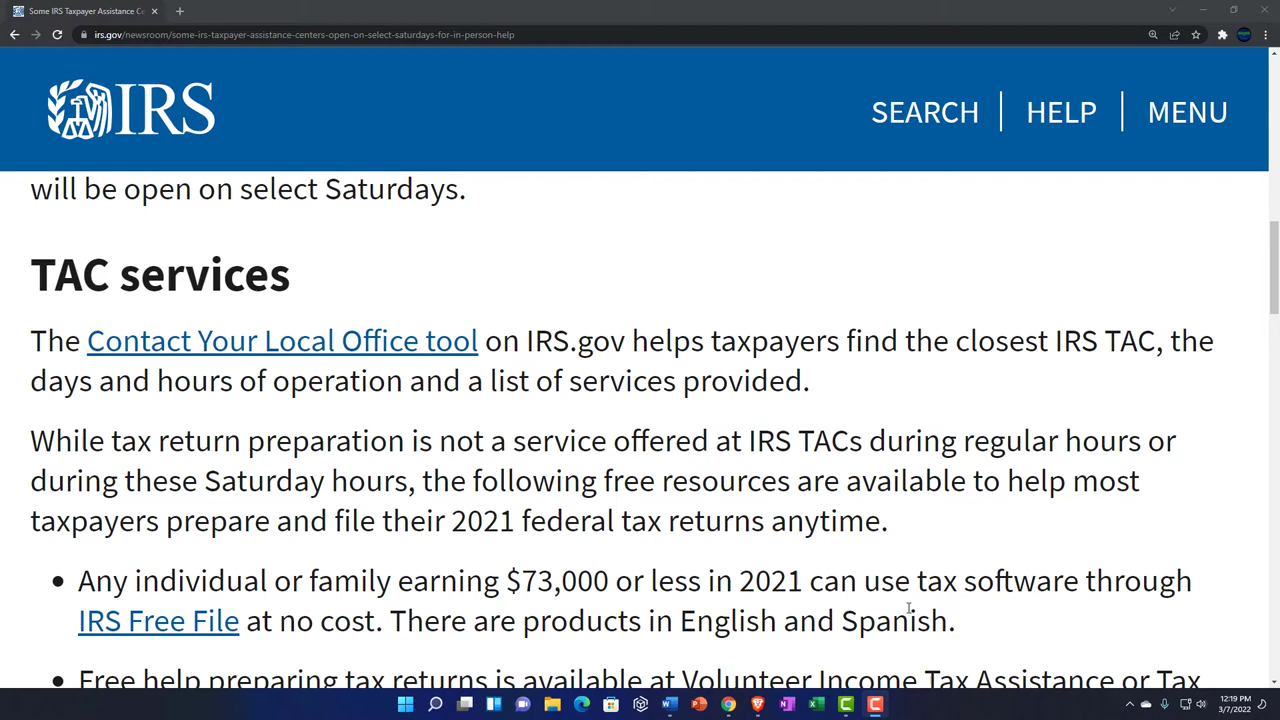 Some IRS Taxpayer Assistance Ce
irs.gov/newsroom/some-irs-taxpayer-assistance-centers-open-on-select-saturdays-for-in-person-help
IRS
SEARCH
HELP
MENU
will be open on select Saturdays.
TAC services
The Contact Your Local Office tool on IRS.gov helps taxpayers find the closest IRS TAC, the
days and hours of operation and a list of services provided.
While tax return preparation is not a service offered at IRS TACs during regular hours or
during these Saturday hours, the following free resources are available to help most
taxpayers prepare and file their 2021 federal tax returns anytime.
• Any individual or family earning $73,000 or less in 2021 can use tax software through
IRS Free File at no cost. There are products in English and Spanish.
• Free help preparing tax returns is available at Volunteer Income Tax Assistance or Tax
12:19 PM
3/7/2022